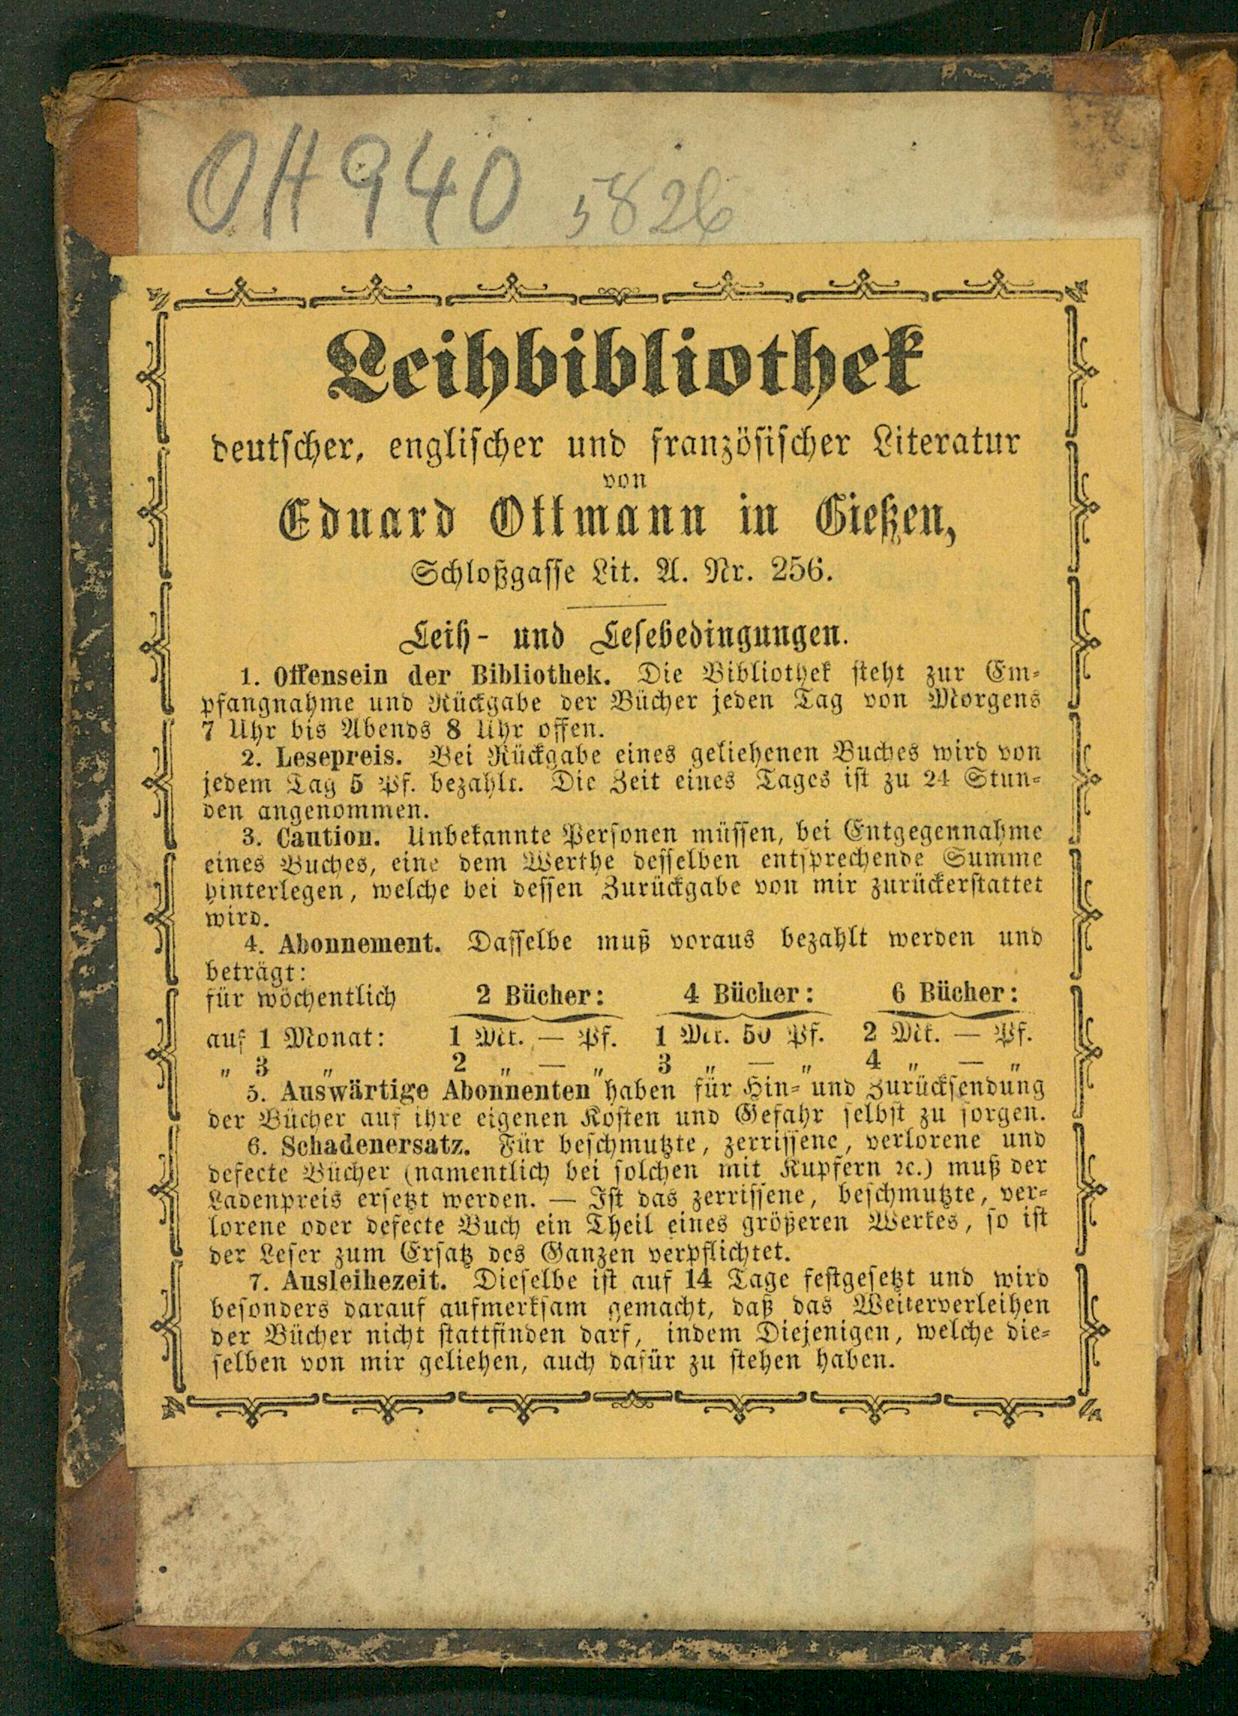 OH 940 5826
Leihbibliothek
deutscher, englischer und französischer Literatur
von
Eduard Ottmann in Gießen,
Schloßgasse Lit. A. Nr. 256.
Leih- und Lesebedingungen.
1. Offensein der Bibliothek. Die Bibliothek steht zur Em-
pfangnahme und Rückgabe der Bücher jeden Tag von Morgens
7 Uhr bis Abends 8 Uhr offen.
2. Lesepreis. Bei Rückgabe eines geliehenen Buches wird von
jedem Tag 5 Pf. bezahlt. Die Zeit eines Tages ist zu 24 Stun-
den angenommen.
3. Caution. Unbekannte Personen müssen, bei Entgegennahme
eines Buches, eine dem Werthe desselben entsprechende Summe
hinterlegen, welche bei dessen Zurückgabe von mir zurückerstattet
wird.
4. Abonnement. Dasselbe muß voraus bezahlt werden und
beträgt:
für wöchentlich 2 Bücher: 4 Bücher: 6 Bücher:
auf 1 Monat: 1 Mk. — Pf. 1 Mk. 50 Pf. 2 Mk. — Pf.
„ 3 „ 2 „ — „ 3 „ — „ 4 „ — „
5. Auswärtige Abonnenten haben für Hin- und Zurücksendung
der Bücher auf ihre eigenen Kosten und Gefahr selbst zu sorgen.
6. Schadenersatz. Für beschmutzte, zerrissene, verlorene und
defecte Bücher (namentlich bei solchen mit Kupfern ꝛc.) muß der
Ladenpreis ersetzt werden. — Ist das zerrissene, beschmutzte, ver-
lorene oder defecte Buch ein Theil eines größeren Werkes, so ist
der Leser zum Ersatz des Ganzen verpflichtet.
7. Ausleihezeit. Dieselbe ist auf 14 Tage festgesetzt und wird
besonders darauf aufmerksam gemacht, daß das Weiterverleihen
der Bücher nicht stattfinden darf, indem Diejenigen, welche die-
selben von mir geliehen, auch dafür zu stehen haben.